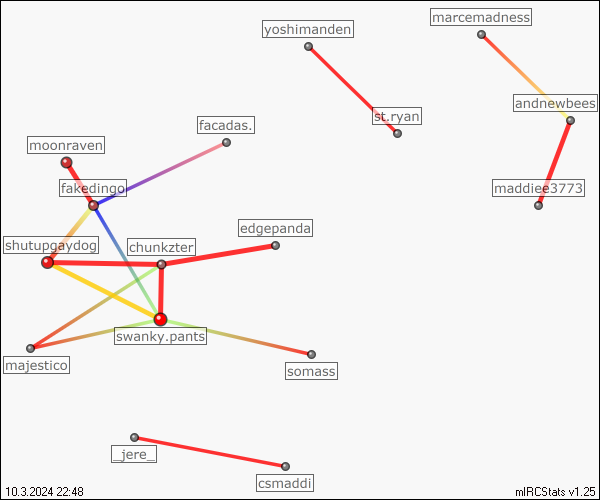 marcemadness
yoshimanden
andnewbees
st.ryan
facadas.
moonraven
fakedingo
maddiee3773
edgepanda
shutupgaydog
chunkzter
swanky.pants
majestico
somass
_jere_
csmaddi
10.3.2024 22:48
mIRCStats v1.25